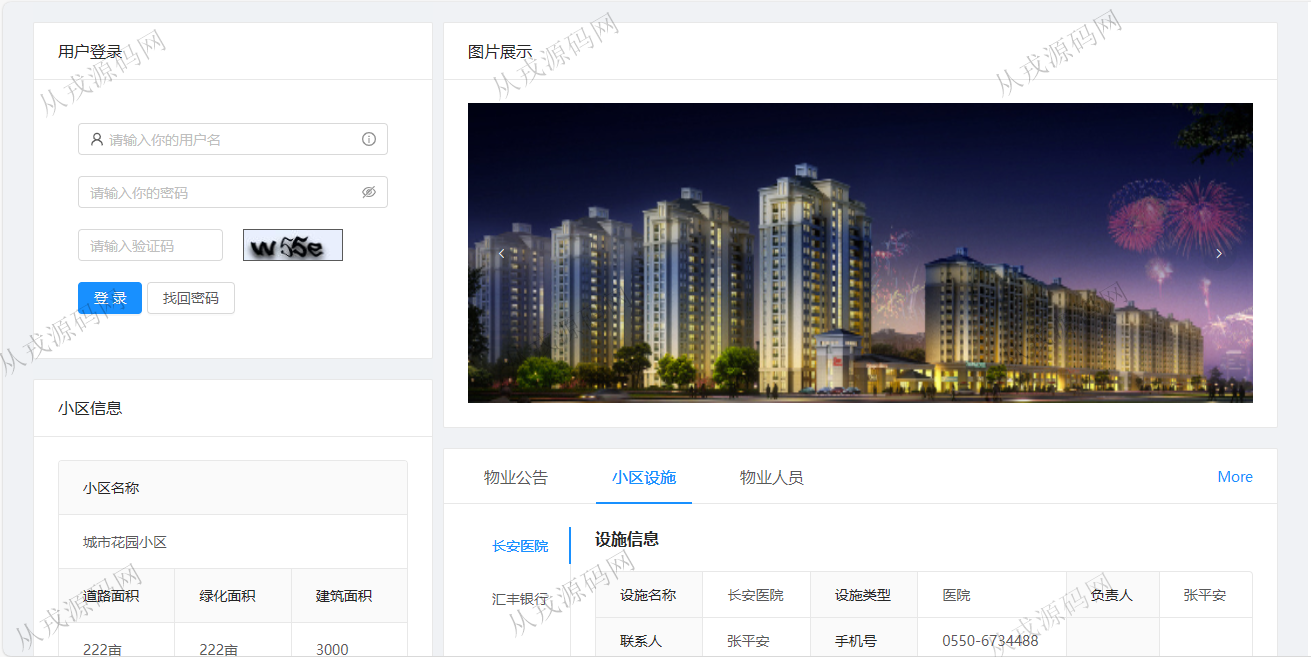 用户登录
请输入你的用户名
请输入你的密码
请输入验证码
w55e
登 录
找回密码
小区信息
小区名称
城市花园小区
道路面积 绿化面积 建筑面积
222亩 222亩 3000
图片展示
物业公告 小区设施 物业人员 More
长安医院
汇丰银行
设施信息
设施名称 长安医院 设施类型 医院 负责人 张平安
联系人 张平安 手机号 0550-6734488
从戎源码网
从戎源码网
从戎源码网
从戎源码网
从戎源码网
从戎源码网
从戎源码网